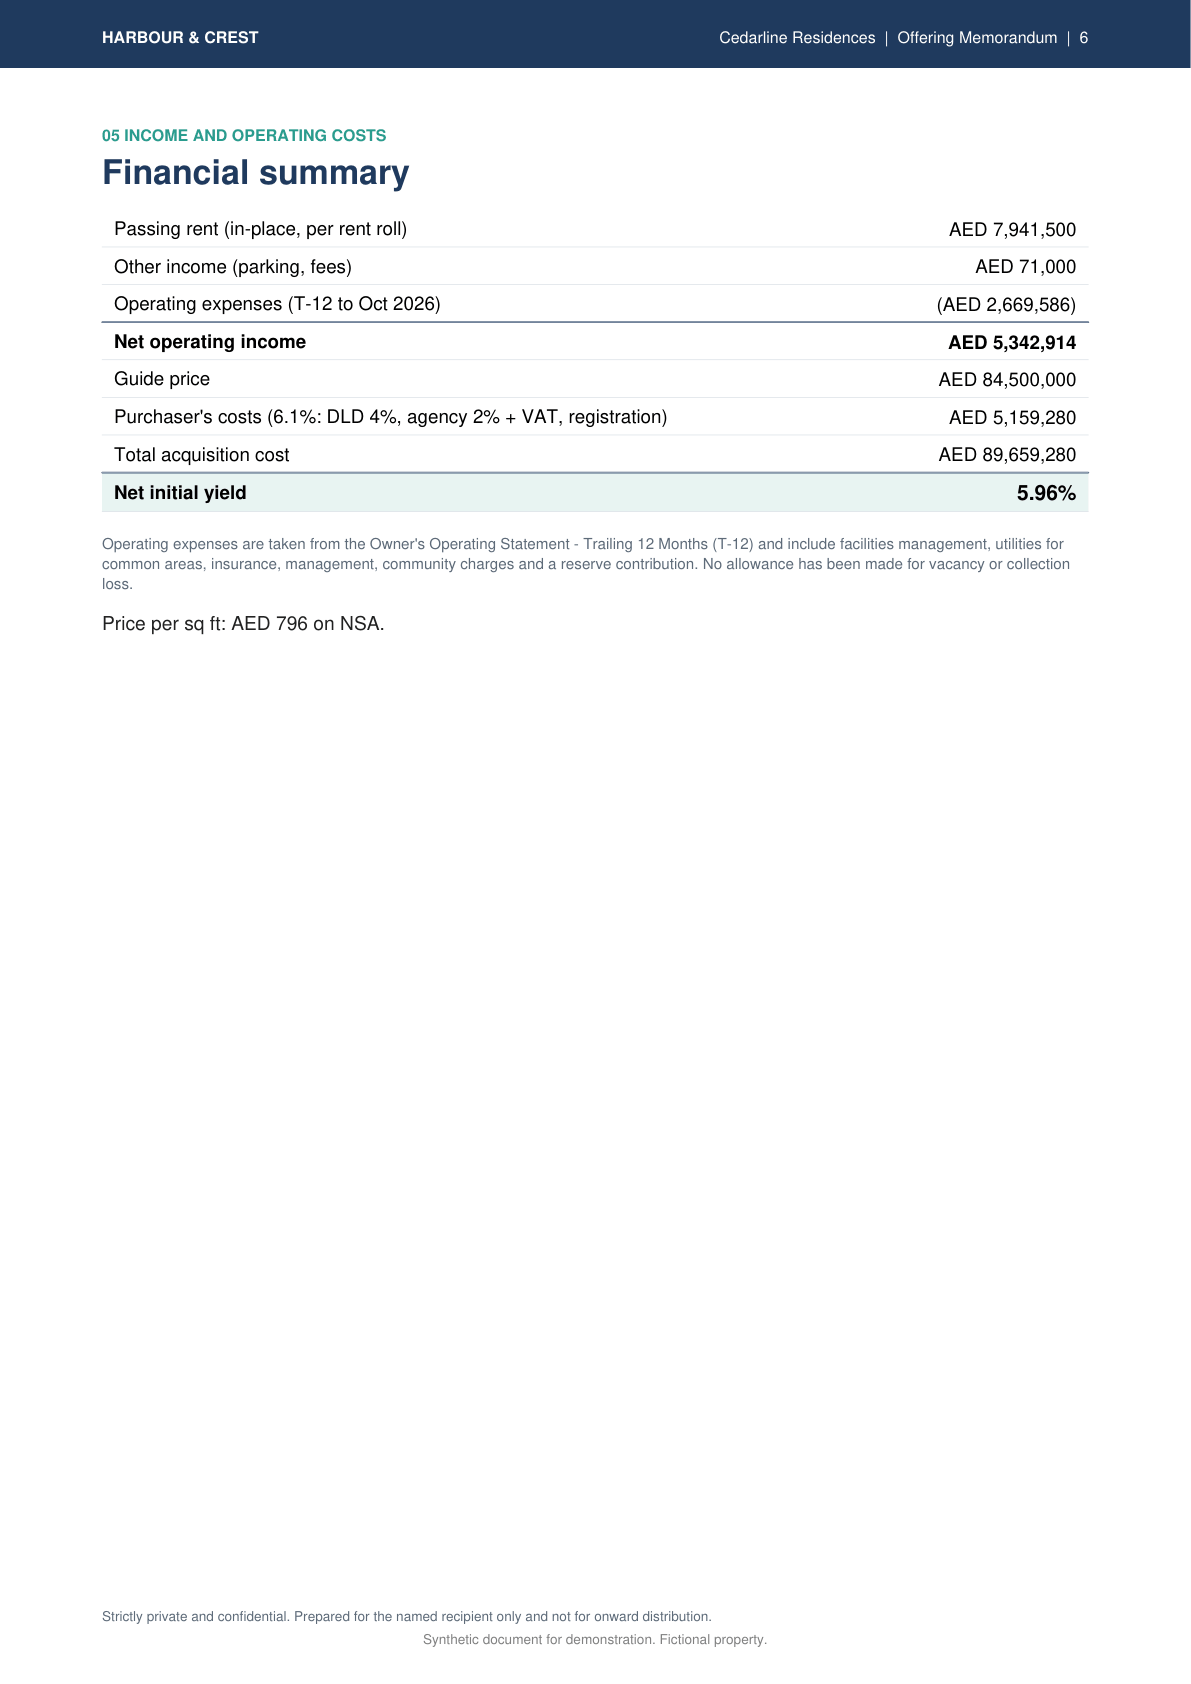 HARBOUR & CREST
Cedarline Residences | Offering Memorandum | 6
05 INCOME AND OPERATING COSTS
Financial summary
Passing rent (in-place, per rent roll) AED 7,941,500
Other income (parking, fees) AED 71,000
Operating expenses (T-12 to Oct 2026) (AED 2,669,586)
Net operating income AED 5,342,914
Guide price AED 84,500,000
Purchaser's costs (6.1%: DLD 4%, agency 2% + VAT, registration) AED 5,159,280
Total acquisition cost AED 89,659,280
Net initial yield 5.96%
Operating expenses are taken from the Owner's Operating Statement - Trailing 12 Months (T-12) and include facilities management, utilities for
common areas, insurance, management, community charges and a reserve contribution. No allowance has been made for vacancy or collection
loss.
Price per sq ft: AED 796 on NSA.
Strictly private and confidential. Prepared for the named recipient only and not for onward distribution.
Synthetic document for demonstration. Fictional property.